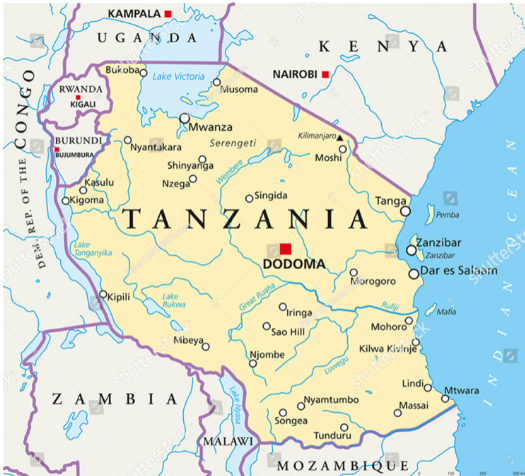 KAMPALA
UGANDA
KENYA
Bukoba
Lake Victoria
NAIROBI
Musoma
DEM. REP. OF THE CONGO
RWANDA
KIGALI
Mwanza
BURUNDI
BUJUMBURA
Nyantakara
Serengeti
Kilimanjaro
Moshi
Shinyanga
Wembere
Nzega
Kasulu
Kigoma
Singida
Tanga
Pemba
TANZANIA
Lake
Tanganyika
Zanzibar
Zanzibar
DODOMA
Dar es Salaam
Morogoro
Kipili
Lake
Rukwa
Great Ruaha
Iringa
Rufiji
Mafia
Sao Hill
Mohoro
Mbeya
Kilwa Kivinje
Njombe
Luwegu
INDIAN OCEAN
Lindi
Mtwara
ZAMBIA
Lake Nyasa
Nyamtumbo
Massai
Songea
Tunduru
MALAWI
MOZAMBIQUE
shutterstock